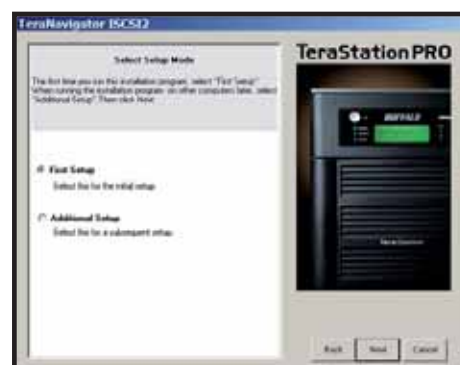 TeraNavigator ISCSI2
Select Setup Mode
The first time you run this installation program, select "First Setup".
When running the installation program on other computers later, select
"Additional Setup". Then click Next.
First Setup
Select this for the initial setup.
Additional Setup
Select this for a subsequent setup.
TeraStation PRO
BUFFALO
TeraStation
Back
Next
Cancel